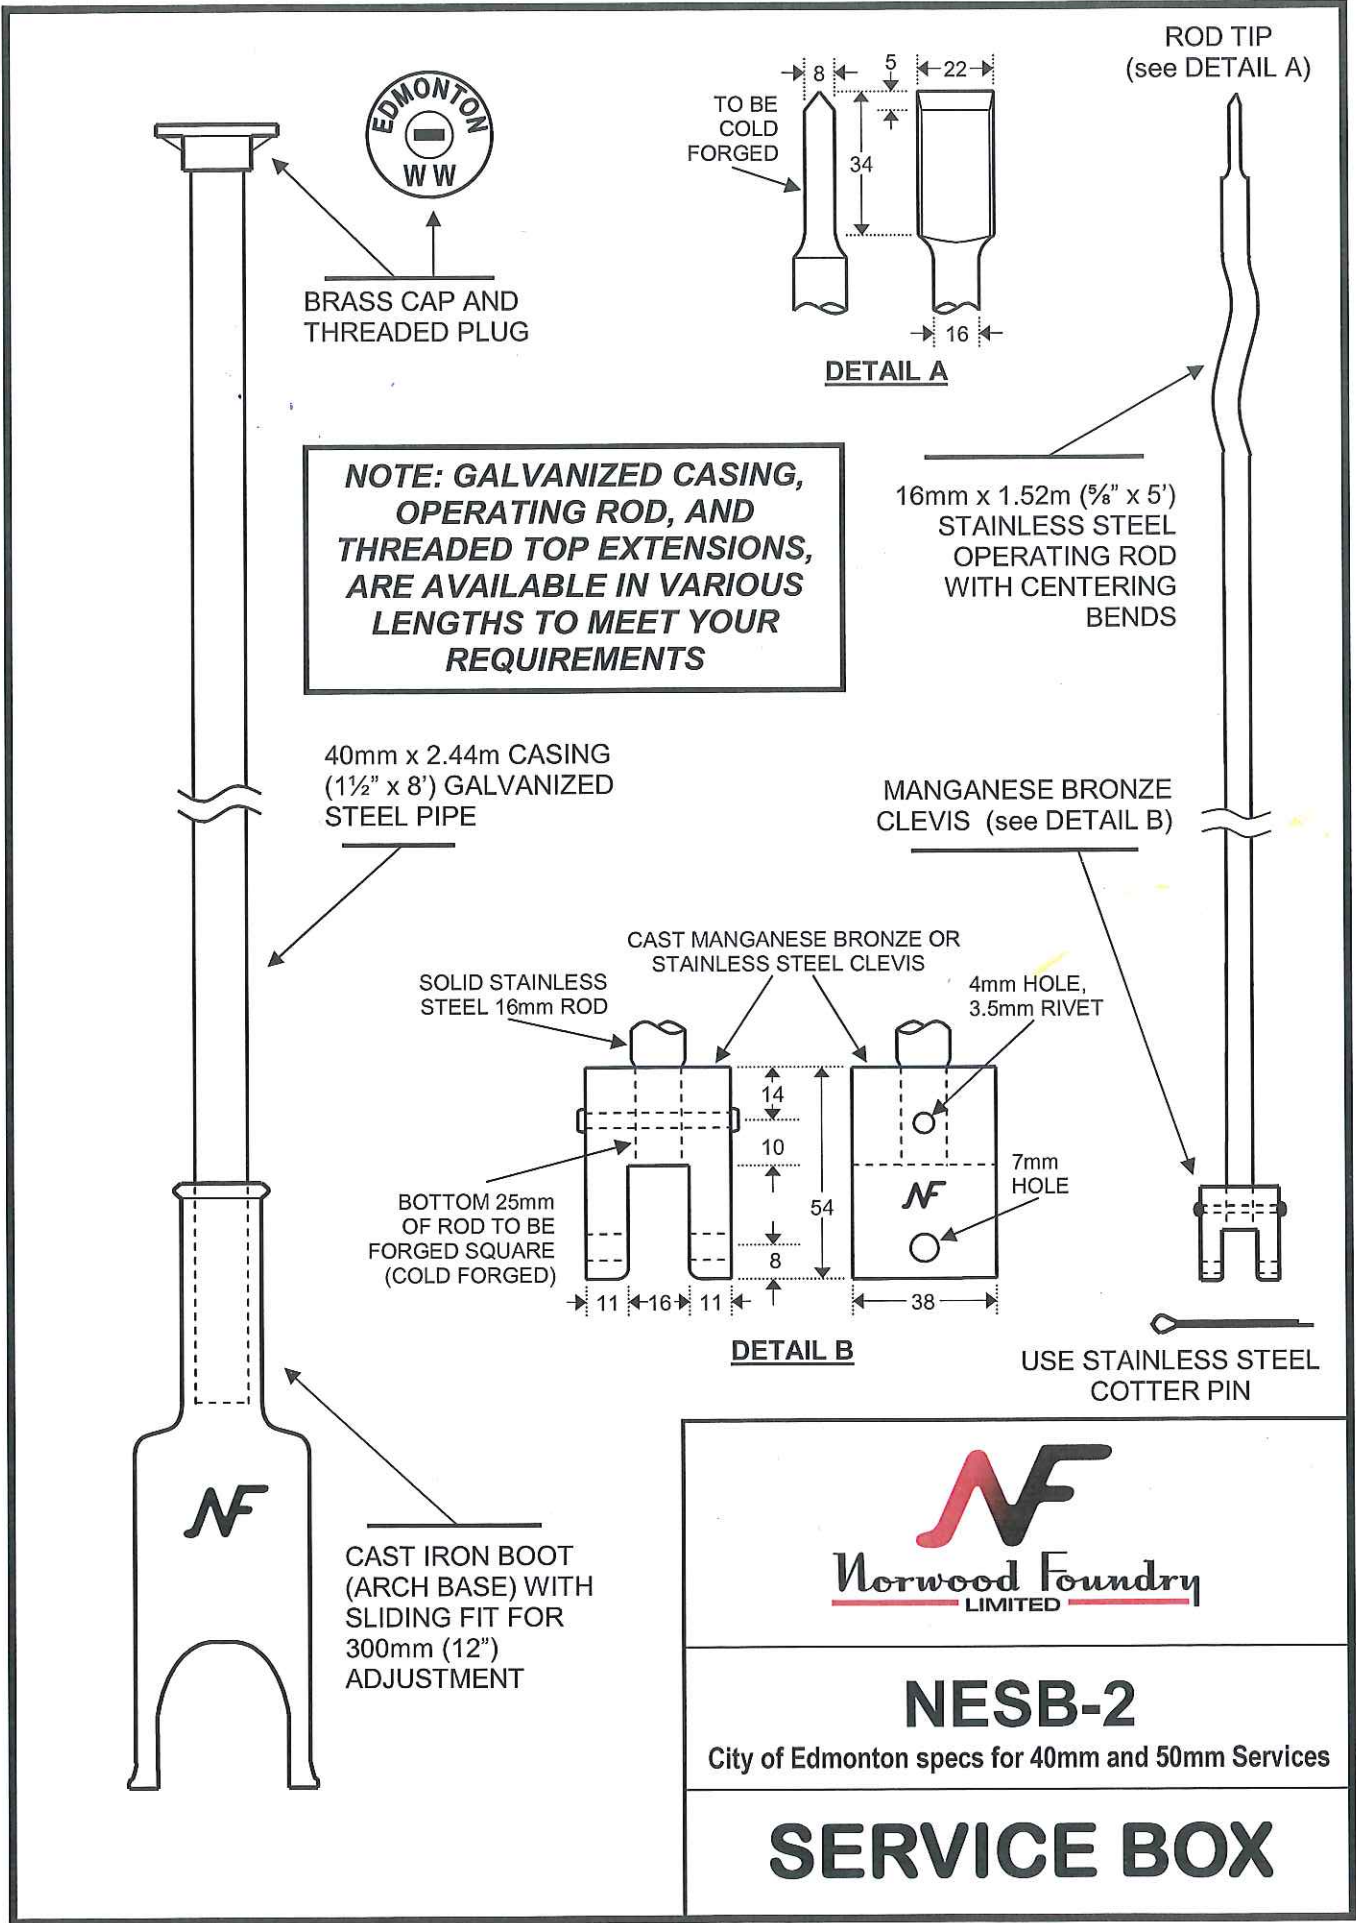 ROD TIP
(see DETAIL A)
EDMONTON
WW
BRASS CAP AND
THREADED PLUG
8
5
22
TO BE
COLD
FORGED
34
16
DETAIL A
NOTE: GALVANIZED CASING,
OPERATING ROD, AND
THREADED TOP EXTENSIONS,
ARE AVAILABLE IN VARIOUS
LENGTHS TO MEET YOUR
REQUIREMENTS
16mm x 1.52m (⅝” x 5’)
STAINLESS STEEL
OPERATING ROD
WITH CENTERING
BENDS
40mm x 2.44m CASING
(1½” x 8’) GALVANIZED
STEEL PIPE
MANGANESE BRONZE
CLEVIS (see DETAIL B)
CAST MANGANESE BRONZE OR
STAINLESS STEEL CLEVIS
SOLID STAINLESS
STEEL 16mm ROD
4mm HOLE,
3.5mm RIVET
14
10
54
8
7mm
HOLE
NF
BOTTOM 25mm
OF ROD TO BE
FORGED SQUARE
(COLD FORGED)
11
16
11
38
DETAIL B
USE STAINLESS STEEL
COTTER PIN
NF
CAST IRON BOOT
(ARCH BASE) WITH
SLIDING FIT FOR
300mm (12”)
ADJUSTMENT
NF
Norwood Foundry
LIMITED
NESB-2
City of Edmonton specs for 40mm and 50mm Services
SERVICE BOX